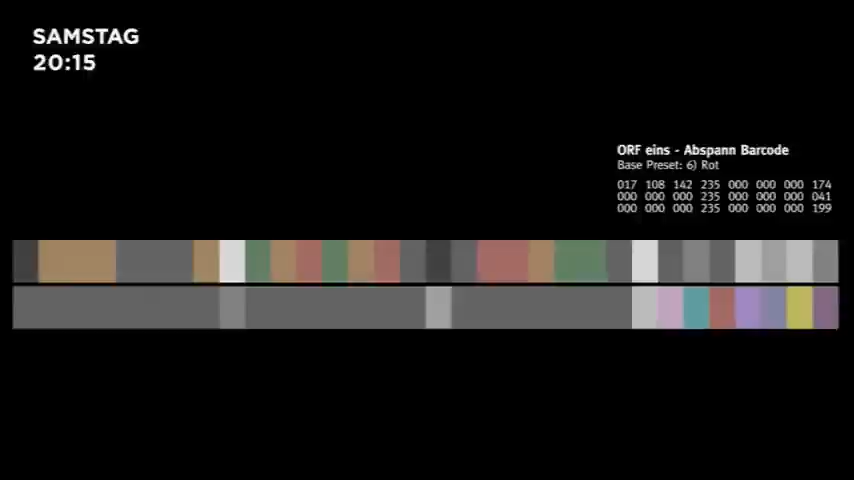 SAMSTAG
20:15
ORF eins - Abspann Barcode
Base Preset: 6) Rot
017 108 142 235 000 000 000 174
000 000 000 235 000 000 000 041
000 000 000 235 000 000 000 199